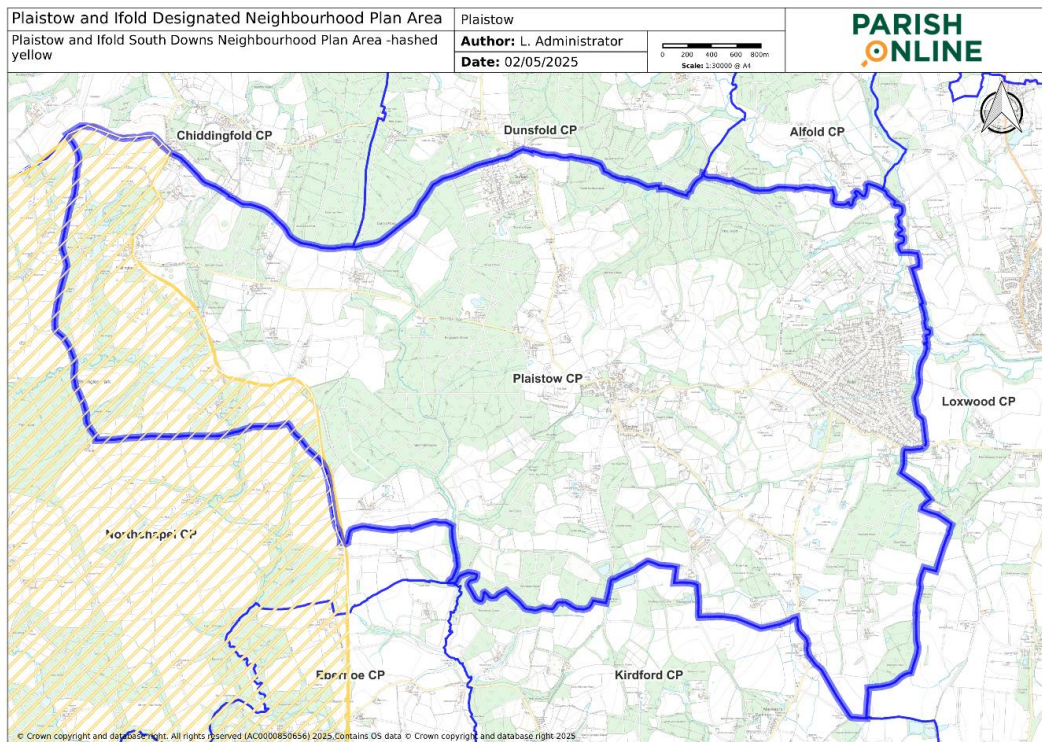 Plaistow and Ifold Designated Neighbourhood Plan Area
Plaistow and Ifold South Downs Neighbourhood Plan Area -hashed
yellow
Plaistow
Author: L. Administrator
Date: 02/05/2025
0 200 400 600 800m
Scale: 1:30000 @ A4
PARISH
ONLINE
Chiddingfold CP
Dunsfold CP
Alfold CP
Plaistow CP
Loxwood CP
Northchapel CP
Ebernoe CP
Kirdford CP
© Crown copyright and database right. All rights reserved (AC0000850656) 2025,Contains OS data © Crown copyright and database right 2025